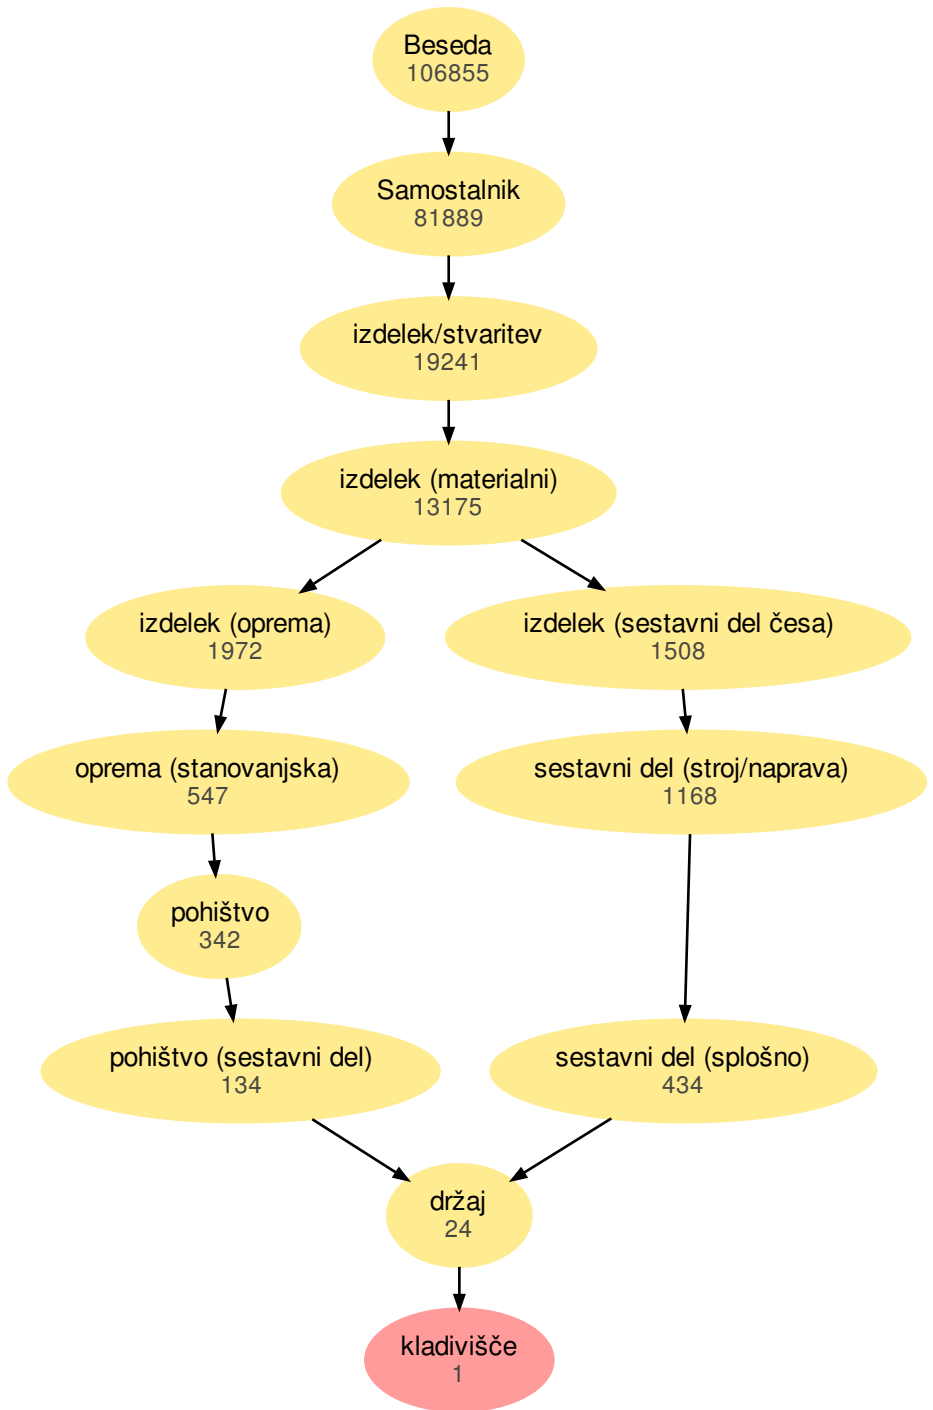 Beseda
106855
Samostalnik
81889
izdelek/stvaritev
19241
izdelek (materialni)
13175
izdelek (oprema)
1972
izdelek (sestavni del česa)
1508
oprema (stanovanjska)
547
sestavni del (stroj/naprava)
1168
pohištvo
342
pohištvo (sestavni del)
134
sestavni del (splošno)
434
držaj
24
kladivišče
1